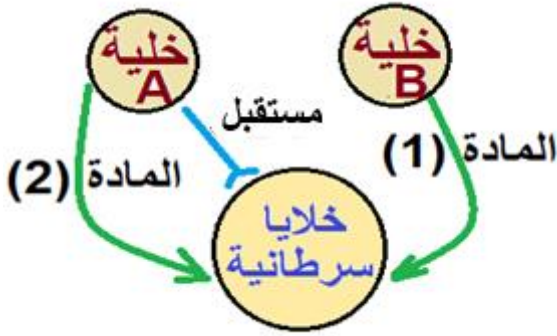 خلية
A
خلية
B
مستقبل
المادة (2)
المادة (1)
خلايا
سرطانية